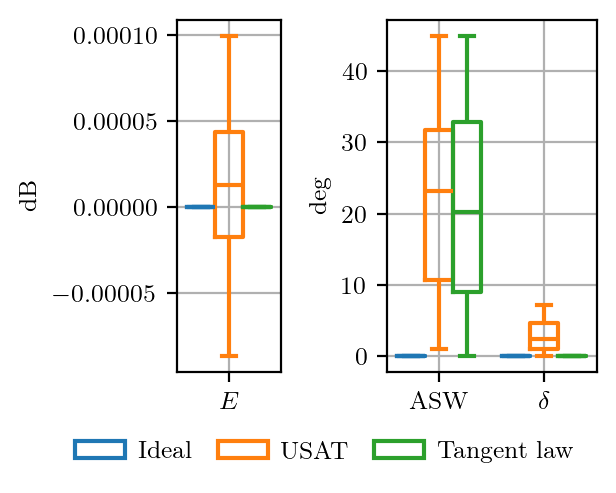 0.00010
0.00005
0.00000
−0.00005
dB
E
40
30
20
10
0
deg
ASW
δ
Ideal
USAT
Tangent law